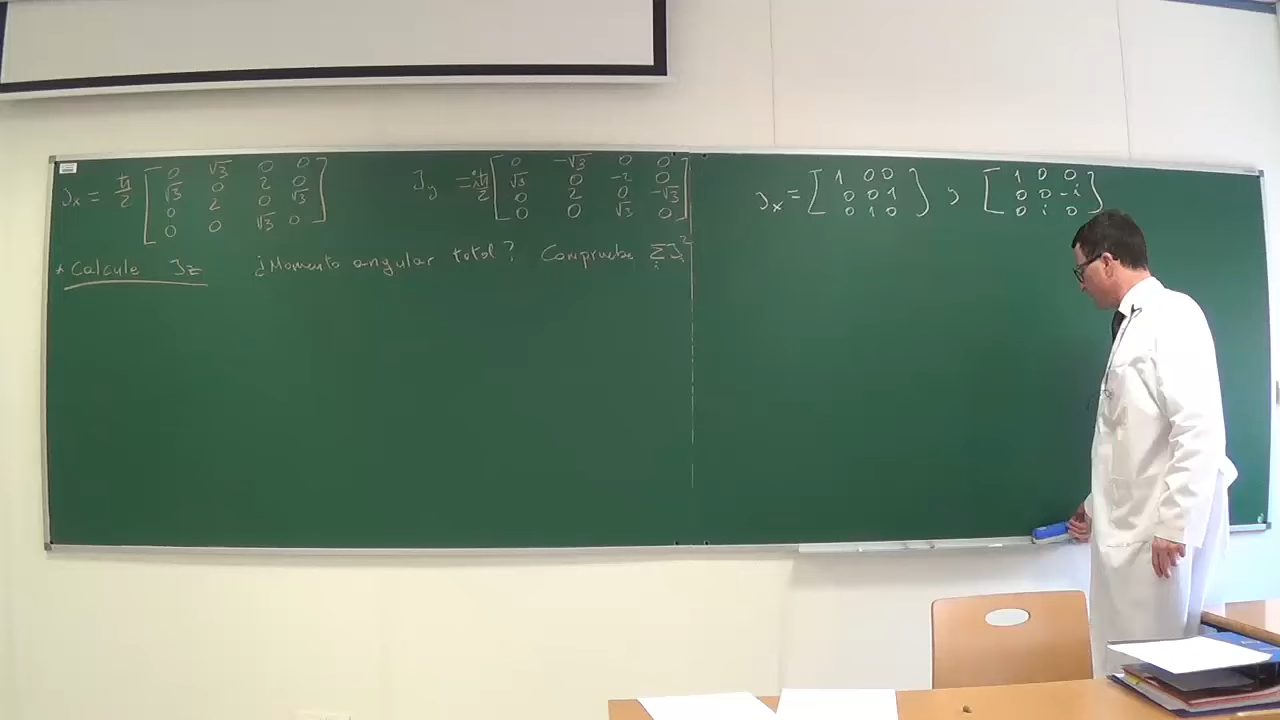 Jx = ħ/2 [ 0 √3 0 0
√3 0 2 0
0 2 0 √3
0 0 √3 0 ]
Jy = iħ/2 [ 0 -√3 0 0
√3 0 -2 0
0 2 0 -√3
0 0 √3 0 ]
* Calcule Jz ¿Momento angular total? Compruebe Σi Ji²
Jx = [ 1 0 0
0 0 1
0 1 0 ]
y [ 1 0 0
0 0 -i
0 i 0 ]